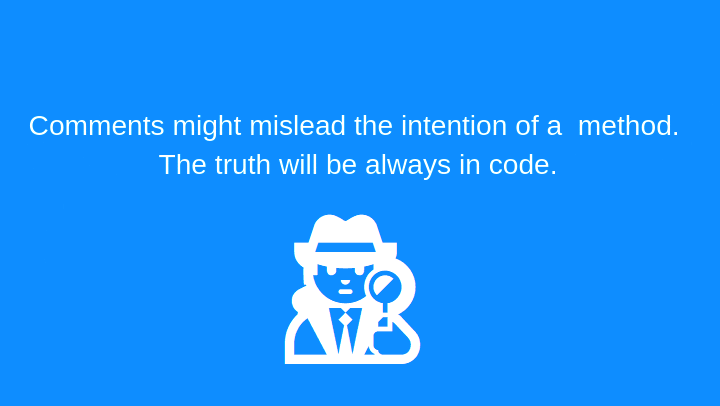 Comments might mislead the intention of a  method.
The truth will be always in code.